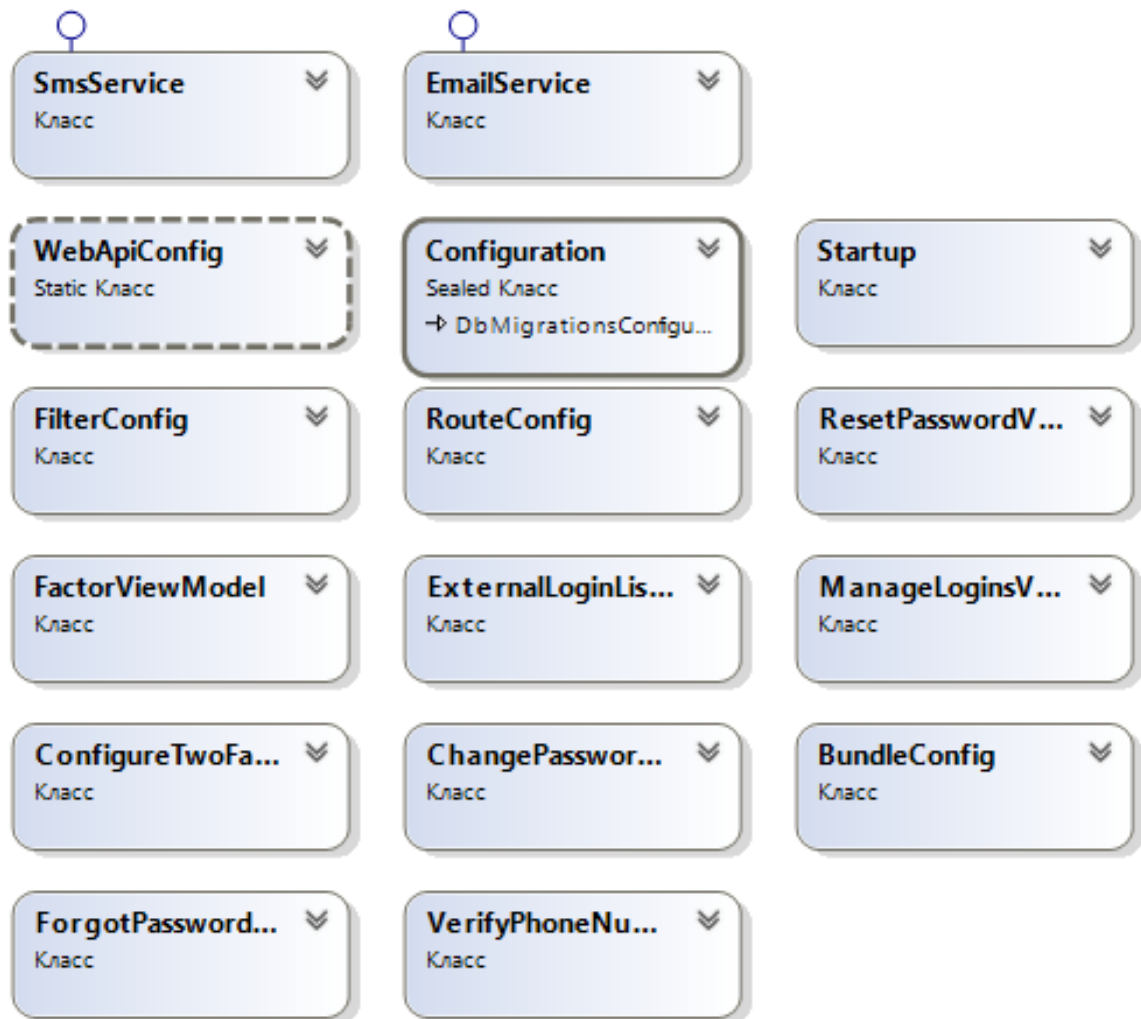 SmsService
Класс
EmailService
Класс
WebApiConfig
Static Класс
Configuration
Sealed Класс
DbMigrationsConfigu...
Startup
Класс
FilterConfig
Класс
RouteConfig
Класс
ResetPasswordV...
Класс
FactorViewModel
Класс
ExternalLoginLis...
Класс
ManageLoginsV...
Класс
ConfigureTwoFa...
Класс
ChangePasswor...
Класс
BundleConfig
Класс
ForgotPassword...
Класс
VerifyPhoneNu...
Класс